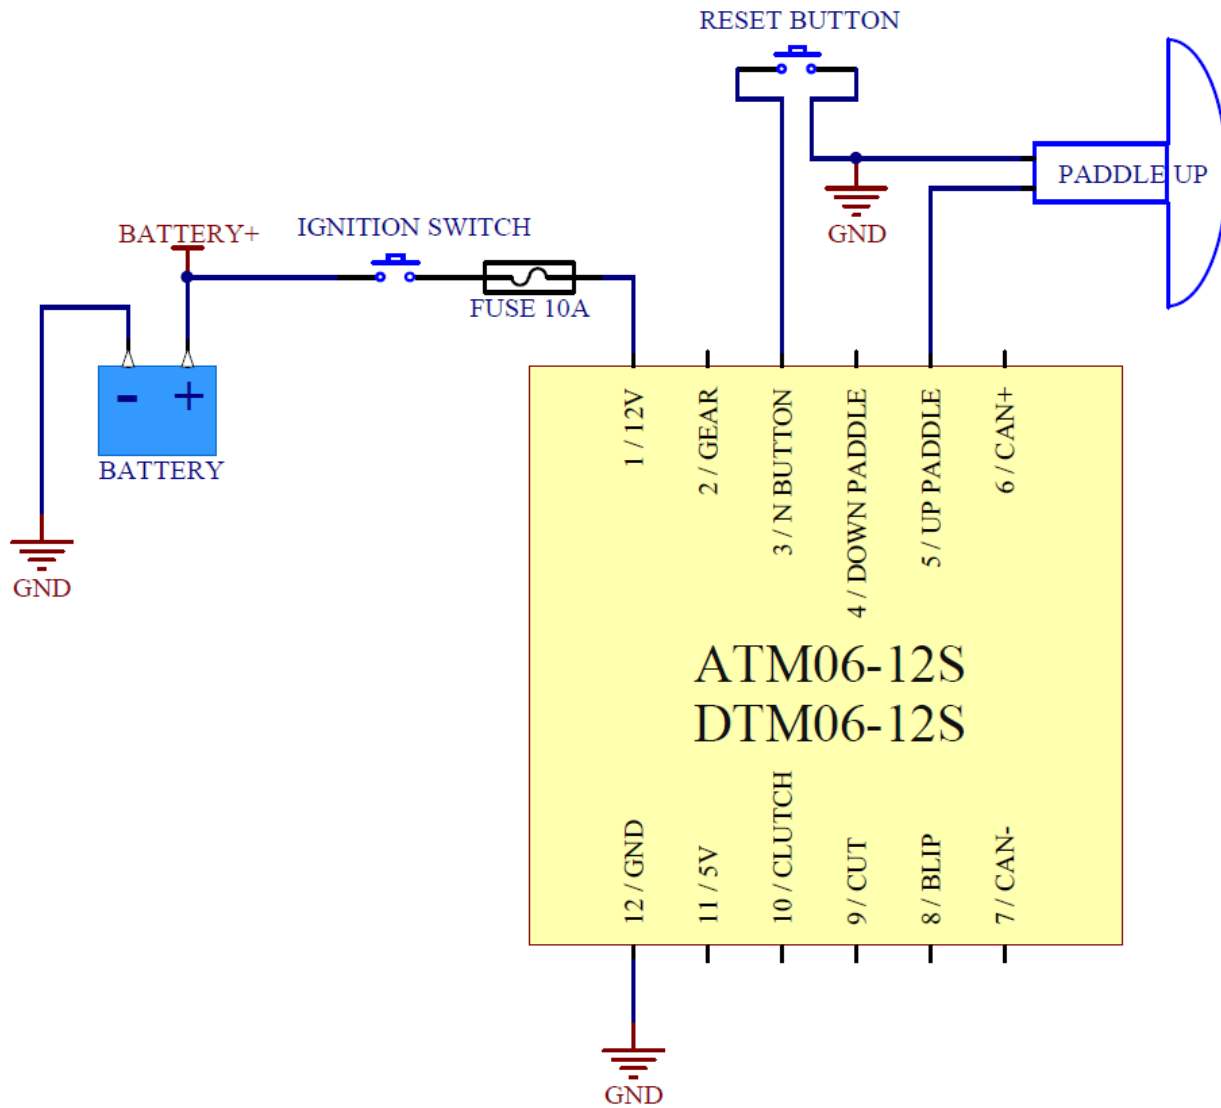 RESET BUTTON
PADDLE UP
GND
BATTERY+
IGNITION SWITCH
FUSE 10A
- +
BATTERY
GND
1 / 12V
2 / GEAR
3 / N BUTTON
4 / DOWN PADDLE
5 / UP PADDLE
6 / CAN+
ATM06-12S
DTM06-12S
12 / GND
11 / 5V
10 / CLUTCH
9 / CUT
8 / BLIP
7 / CAN-
GND